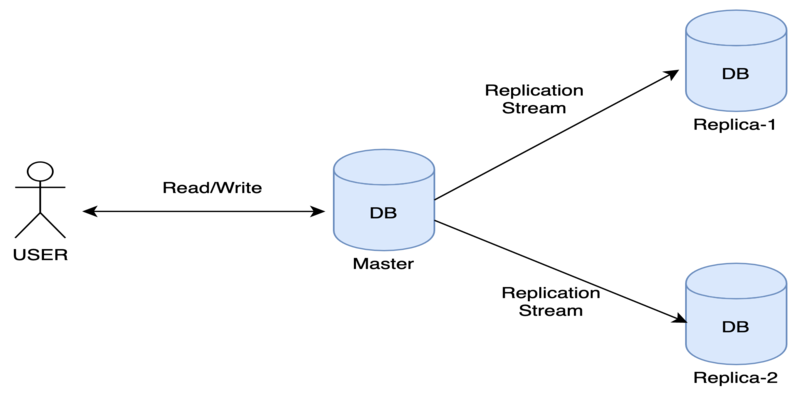 DB
Replication
Stream
Replica-1
Read/Write
DB
USER
Master
Replication
Stream
DB
Replica-2